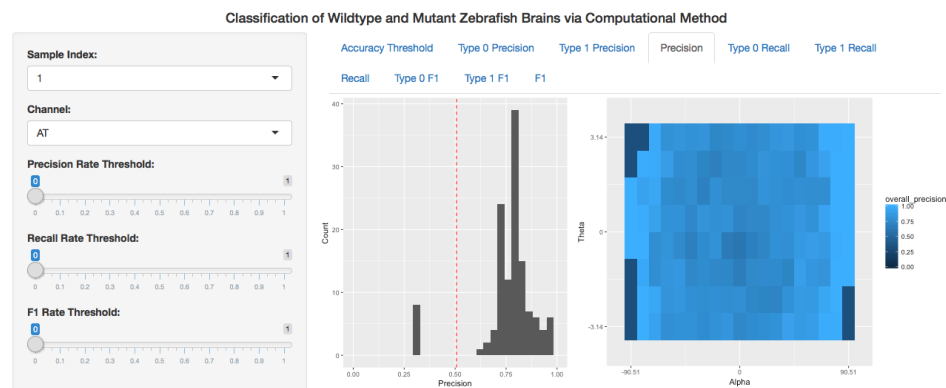 Classification of Wildtype and Mutant Zebrafish Brains via Computational Method
Sample Index:
1
Channel:
AT
Precision Rate Threshold:
0 1
0 0.1 0.2 0.3 0.4 0.5 0.6 0.7 0.8 0.9 1
Recall Rate Threshold:
0 1
0 0.1 0.2 0.3 0.4 0.5 0.6 0.7 0.8 0.9 1
F1 Rate Threshold:
0 1
0 0.1 0.2 0.3 0.4 0.5 0.6 0.7 0.8 0.9 1
Accuracy Threshold Type 0 Precision Type 1 Precision Precision Type 0 Recall Type 1 Recall
Recall Type 0 F1 Type 1 F1 F1
Count
40
30
20
10
0
0.00 0.25 0.50 0.75 1.00
Precision
Theta
3.14
0
-3.14
-90.51 0 90.51
Alpha
overall_precision
1.00
0.75
0.50
0.25
0.00